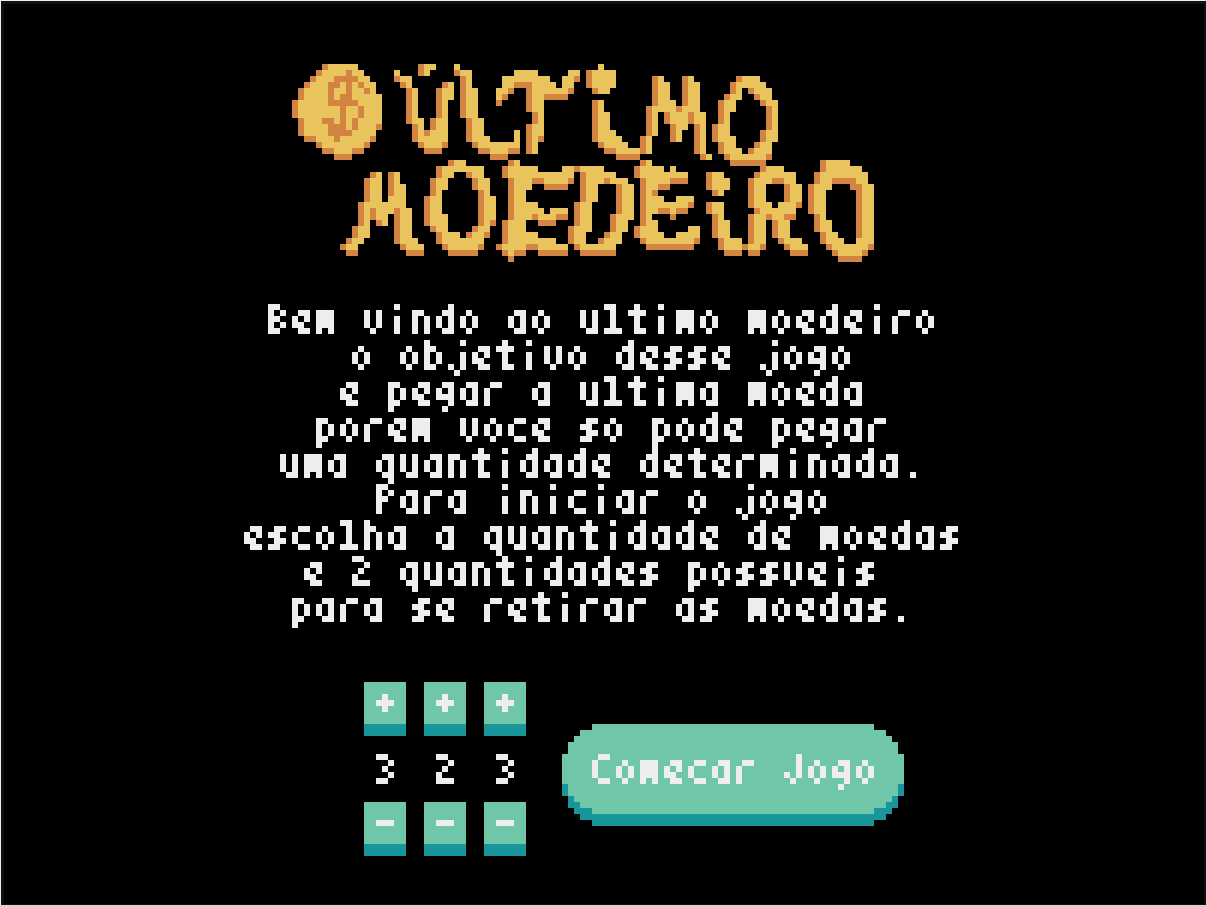 $ ÚLTIMO
MOEDEIRO
Bem vindo ao ultimo moedeiro
o objetivo desse jogo
e pegar a ultima moeda
porem voce so pode pegar
uma quantidade determinada.
Para iniciar o jogo
escolha a quantidade de moedas
e 2 quantidades possveis
para se retirar as moedas.
+ + +
3 2 3
- - -
Comecar Jogo